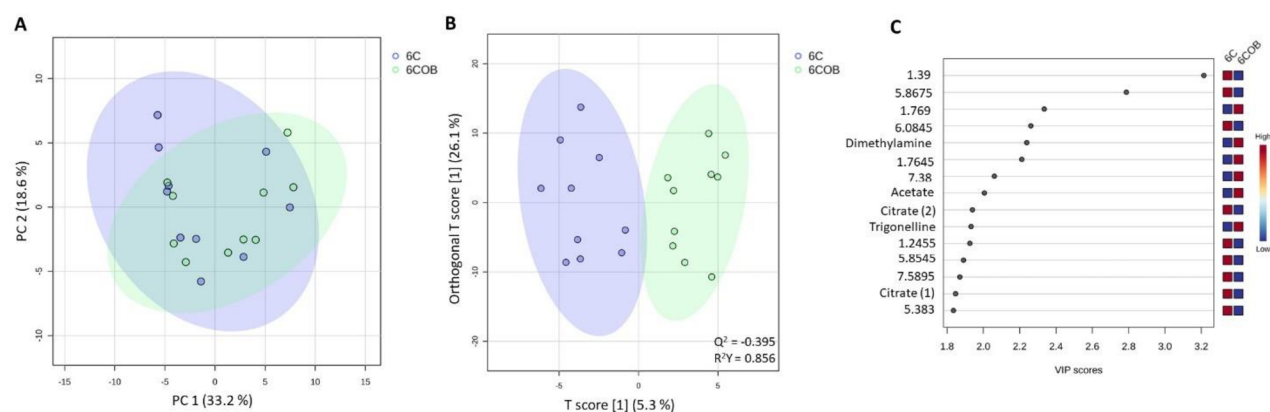 A
6C
6COB
10
5
0
-5
-10
-15
-10
-5
0
5
10
15
PC 2 (18.6 %)
PC 1 (33.2 %)
B
6C
6COB
20
10
0
-10
-20
-5
0
5
Orthogonal T score [1] (26.1 %)
T score [1] (5.3 %)
Q² = -0.395
R²Y = 0.856
C
6C
6COB
1.39
5.8675
1.769
6.0845
Dimethylamine
1.7645
7.38
Acetate
Citrate (2)
Trigonelline
1.2455
5.8545
7.5895
Citrate (1)
5.383
1.8
2.0
2.2
2.4
2.6
2.8
3.0
3.2
VIP scores
High
Low